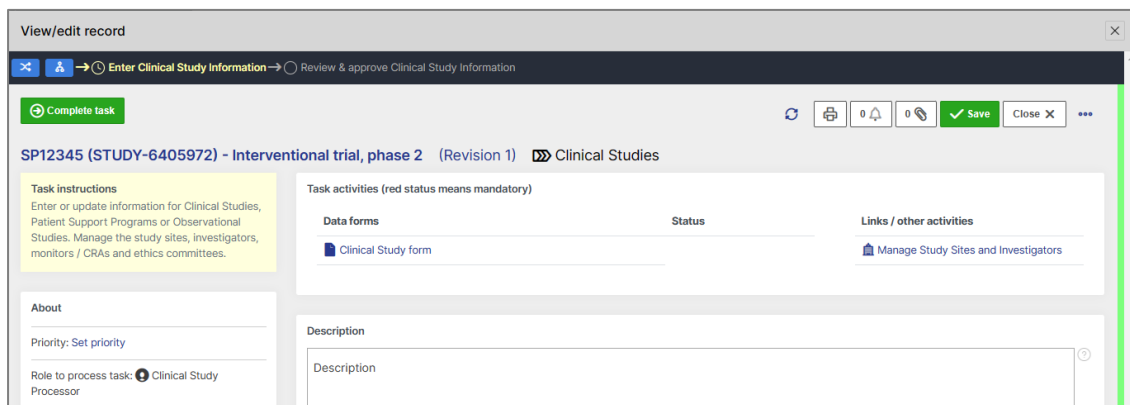 View/edit record
Enter Clinical Study Information
Review & approve Clinical Study Information
Complete task
0
0
Save
Close X
SP12345 (STUDY-6405972) - Interventional trial, phase 2 (Revision 1) Clinical Studies
Task instructions
Enter or update information for Clinical Studies,
Patient Support Programs or Observational
Studies. Manage the study sites, investigators,
monitors / CRAs and ethics committees.
Task activities (red status means mandatory)
Data forms Status Links / other activities
Clinical Study form Manage Study Sites and Investigators
About
Priority: Set priority
Role to process task: Clinical Study
Processor
Description
Description
?